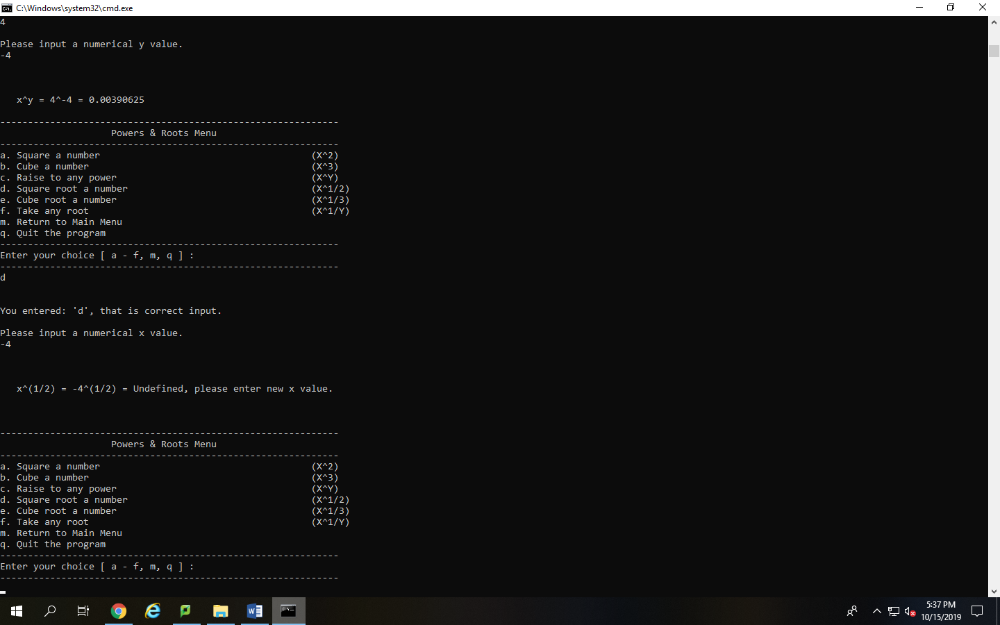 C:\Windows\system32\cmd.exe
4
Please input a numerical y value.
-4
x^y = 4^-4 = 0.00390625
-------------------------------------------------------------
Powers & Roots Menu
-------------------------------------------------------------
a. Square a number (X^2)
b. Cube a number (X^3)
c. Raise to any power (X^Y)
d. Square root a number (X^1/2)
e. Cube root a number (X^1/3)
f. Take any root (X^1/Y)
m. Return to Main Menu
q. Quit the program
-------------------------------------------------------------
Enter your choice [ a - f, m, q ] :
-------------------------------------------------------------
d
You entered: 'd', that is correct input.
Please input a numerical x value.
-4
x^(1/2) = -4^(1/2) = Undefined, please enter new x value.
-------------------------------------------------------------
Powers & Roots Menu
-------------------------------------------------------------
a. Square a number (X^2)
b. Cube a number (X^3)
c. Raise to any power (X^Y)
d. Square root a number (X^1/2)
e. Cube root a number (X^1/3)
f. Take any root (X^1/Y)
m. Return to Main Menu
q. Quit the program
-------------------------------------------------------------
Enter your choice [ a - f, m, q ] :
-------------------------------------------------------------
5:37 PM
10/15/2019